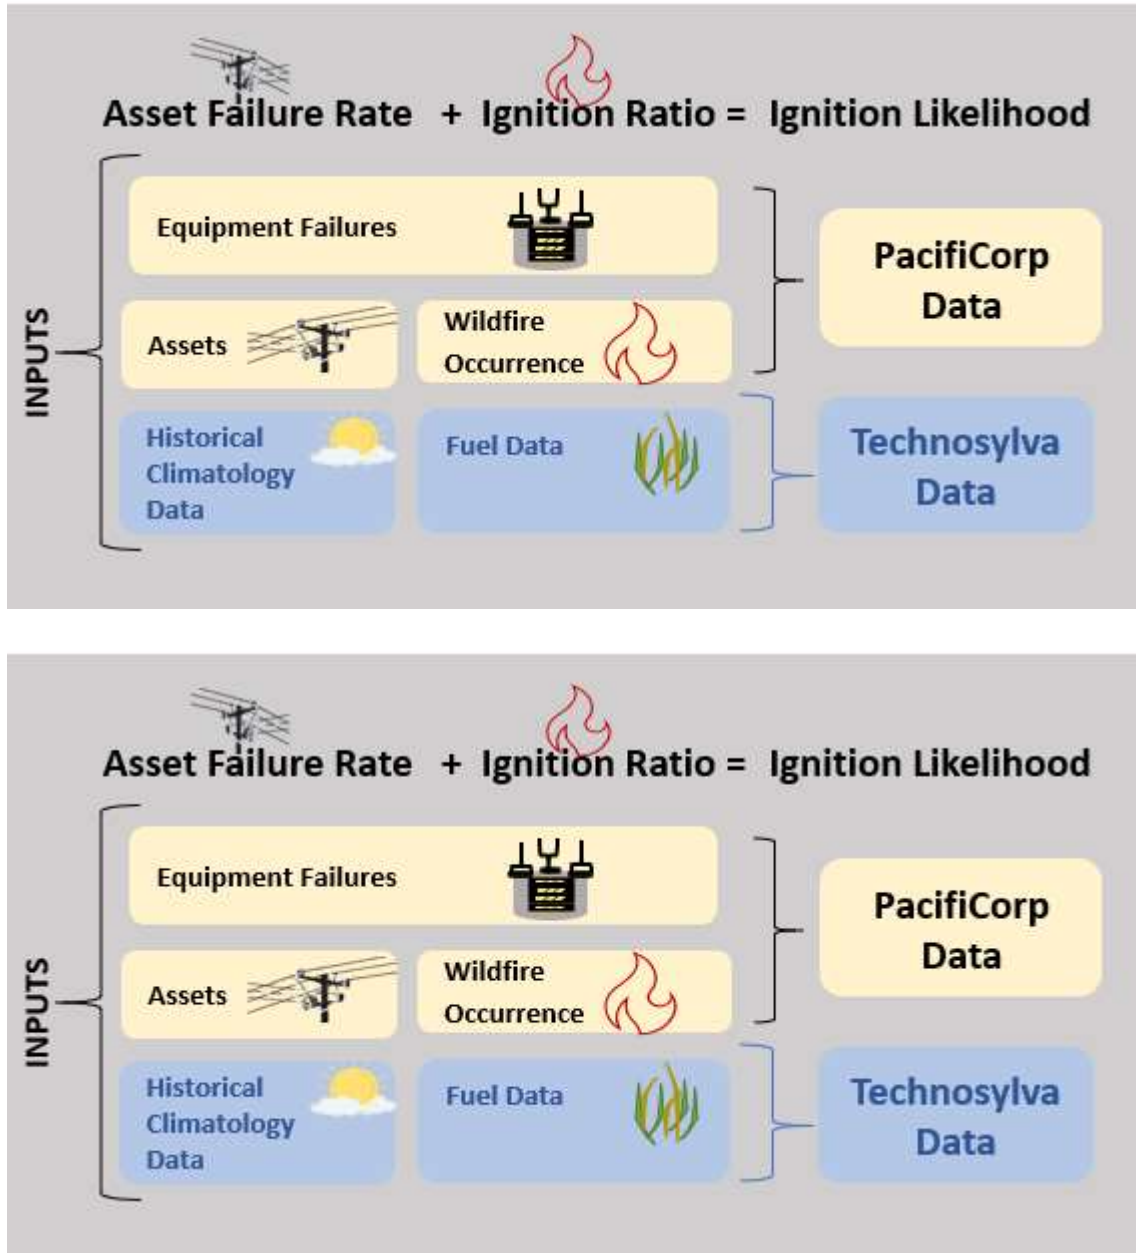 Asset Failure Rate + Ignition Ratio = Ignition Likelihood
INPUTS
Equipment Failures
Assets
Wildfire
Occurrence
Historical
Climatology
Data
Fuel Data
PacifiCorp
Data
Technosylva
Data
Asset Failure Rate + Ignition Ratio = Ignition Likelihood
INPUTS
Equipment Failures
Assets
Wildfire
Occurrence
Historical
Climatology
Data
Fuel Data
PacifiCorp
Data
Technosylva
Data